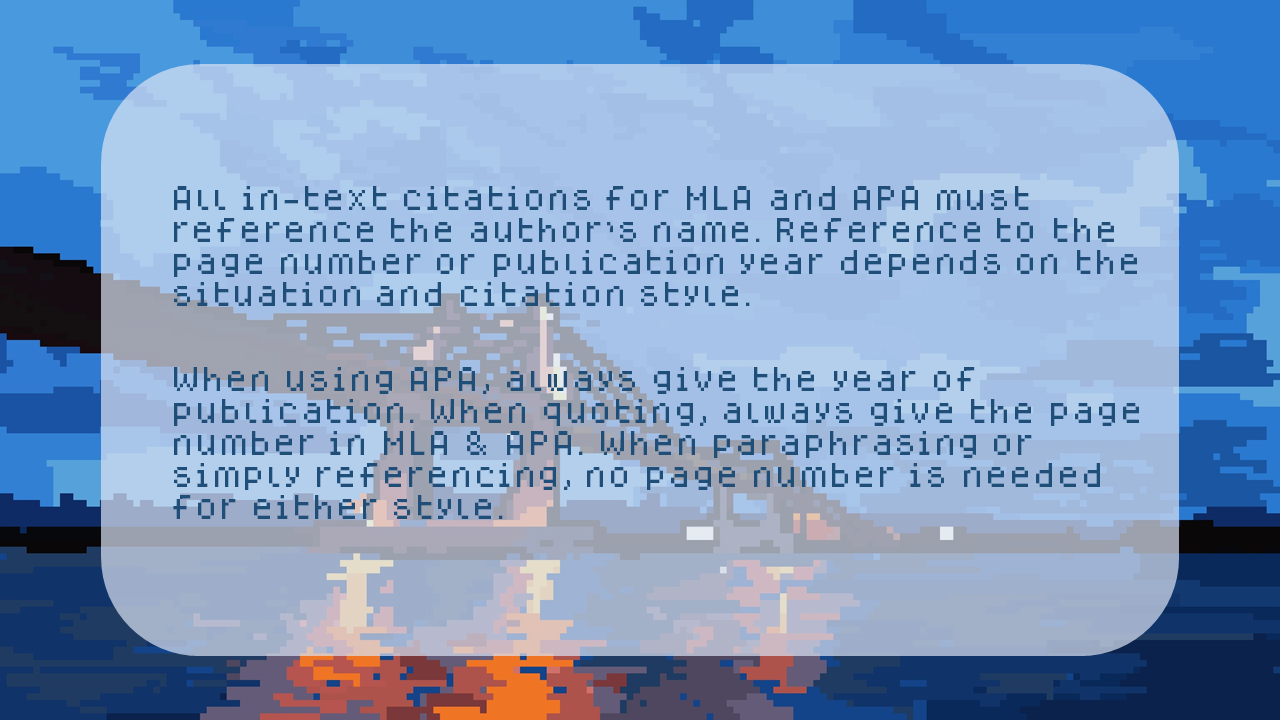 All in-text citations for MLA and APA must
reference the author's name. Reference to the
page number or publication year depends on the
situation and citation style.
When using APA, always give the year of
publication. When quoting, always give the page
number in MLA & APA. When paraphrasing or
simply referencing, no page number is needed
for either style.